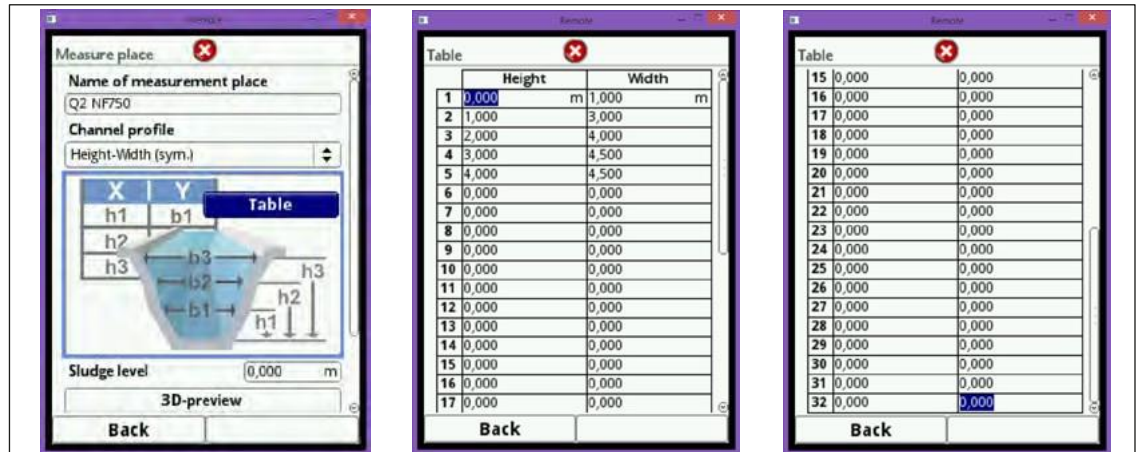 Remote
Measure place
Name of measurement place
Q2 NF750
Channel profile
Height-Width (sym.)
X Y
Table
h1 b1
h2
h3
b3
b2
b1
h3
h2
h1
Sludge level 0,000 m
3D-preview
Back
Remote
Table
Height Width
1 0,000 m 1,000 m
2 1,000 3,000
3 2,000 4,000
4 3,000 4,500
5 4,000 4,500
6 0,000 0,000
7 0,000 0,000
8 0,000 0,000
9 0,000 0,000
10 0,000 0,000
11 0,000 0,000
12 0,000 0,000
13 0,000 0,000
14 0,000 0,000
15 0,000 0,000
16 0,000 0,000
17 0,000 0,000
Back
Remote
Table
15 0,000 0,000
16 0,000 0,000
17 0,000 0,000
18 0,000 0,000
19 0,000 0,000
20 0,000 0,000
21 0,000 0,000
22 0,000 0,000
23 0,000 0,000
24 0,000 0,000
25 0,000 0,000
26 0,000 0,000
27 0,000 0,000
28 0,000 0,000
29 0,000 0,000
30 0,000 0,000
31 0,000 0,000
32 0,000 0,000
Back